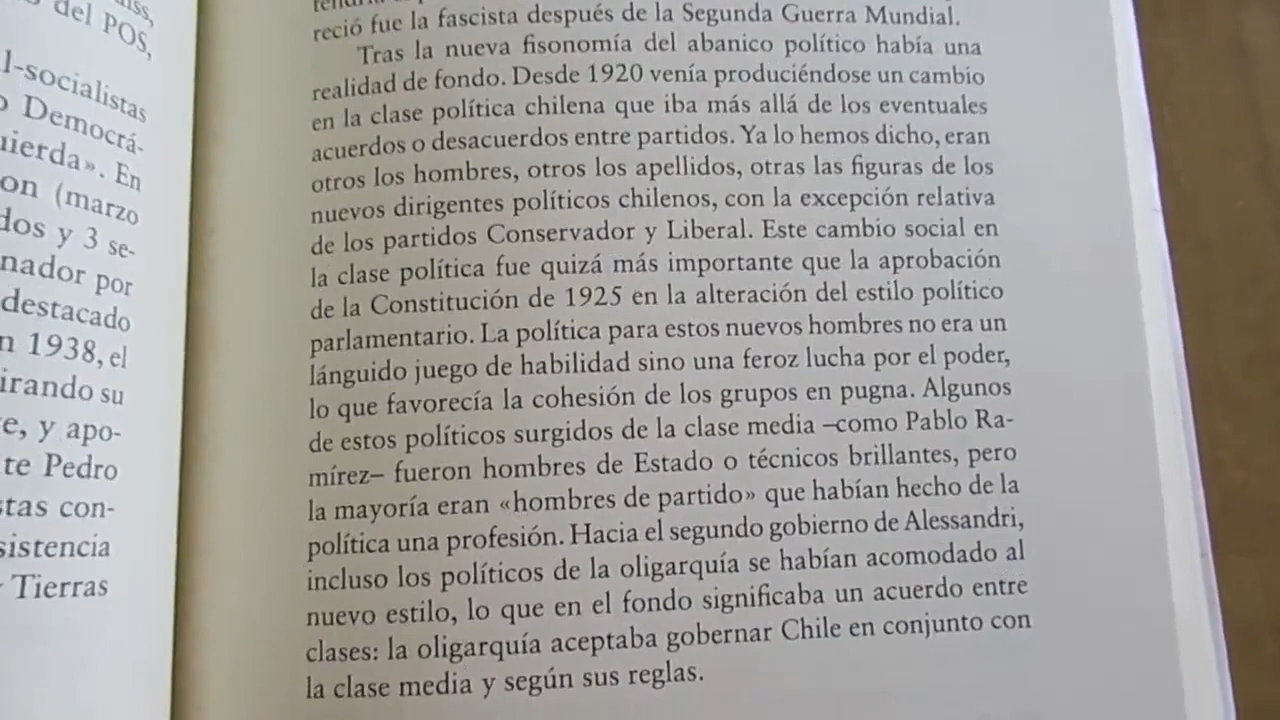 del POS,
l-socialistas
Democrá-
uierda». En
on (marzo
dos y 3 se-
nador por
destacado
n 1938, el
irando su
e, y apo-
te Pedro
stas con-
sistencia
Tierras
reció fue la fascista después de la Segunda Guerra Mundial.
Tras la nueva fisonomía del abanico político había una
realidad de fondo. Desde 1920 venía produciéndose un cambio
en la clase política chilena que iba más allá de los eventuales
acuerdos o desacuerdos entre partidos. Ya lo hemos dicho, eran
otros los hombres, otros los apellidos, otras las figuras de los
nuevos dirigentes políticos chilenos, con la excepción relativa
de los partidos Conservador y Liberal. Este cambio social en
la clase política fue quizá más importante que la aprobación
de la Constitución de 1925 en la alteración del estilo político
parlamentario. La política para estos nuevos hombres no era un
lánguido juego de habilidad sino una feroz lucha por el poder,
lo que favorecía la cohesión de los grupos en pugna. Algunos
de estos políticos surgidos de la clase media –como Pablo Ra-
mírez– fueron hombres de Estado o técnicos brillantes, pero
la mayoría eran «hombres de partido» que habían hecho de la
política una profesión. Hacia el segundo gobierno de Alessandri,
incluso los políticos de la oligarquía se habían acomodado al
nuevo estilo, lo que en el fondo significaba un acuerdo entre
clases: la oligarquía aceptaba gobernar Chile en conjunto con
la clase media y según sus reglas.